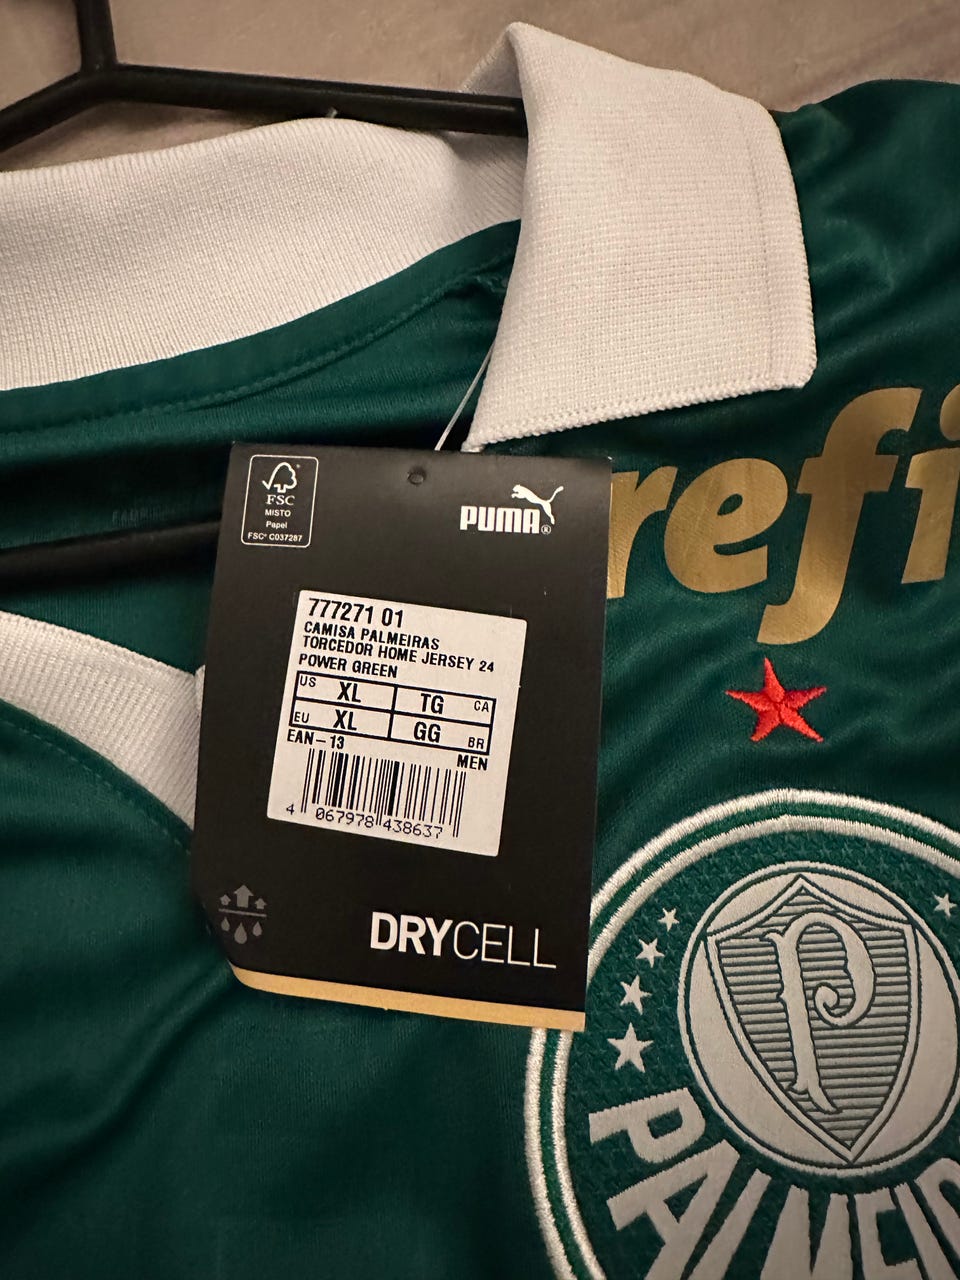 FSC
MISTO
Papel
FSC® C037287
PUMA®
777271 01
CAMISA PALMEIRAS
TORCEDOR HOME JERSEY 24
POWER GREEN
US XL TG CA
EU XL GG BR
EAN-13
MEN
4 067978 438637
DRYCELL
refi
P
PALMEI